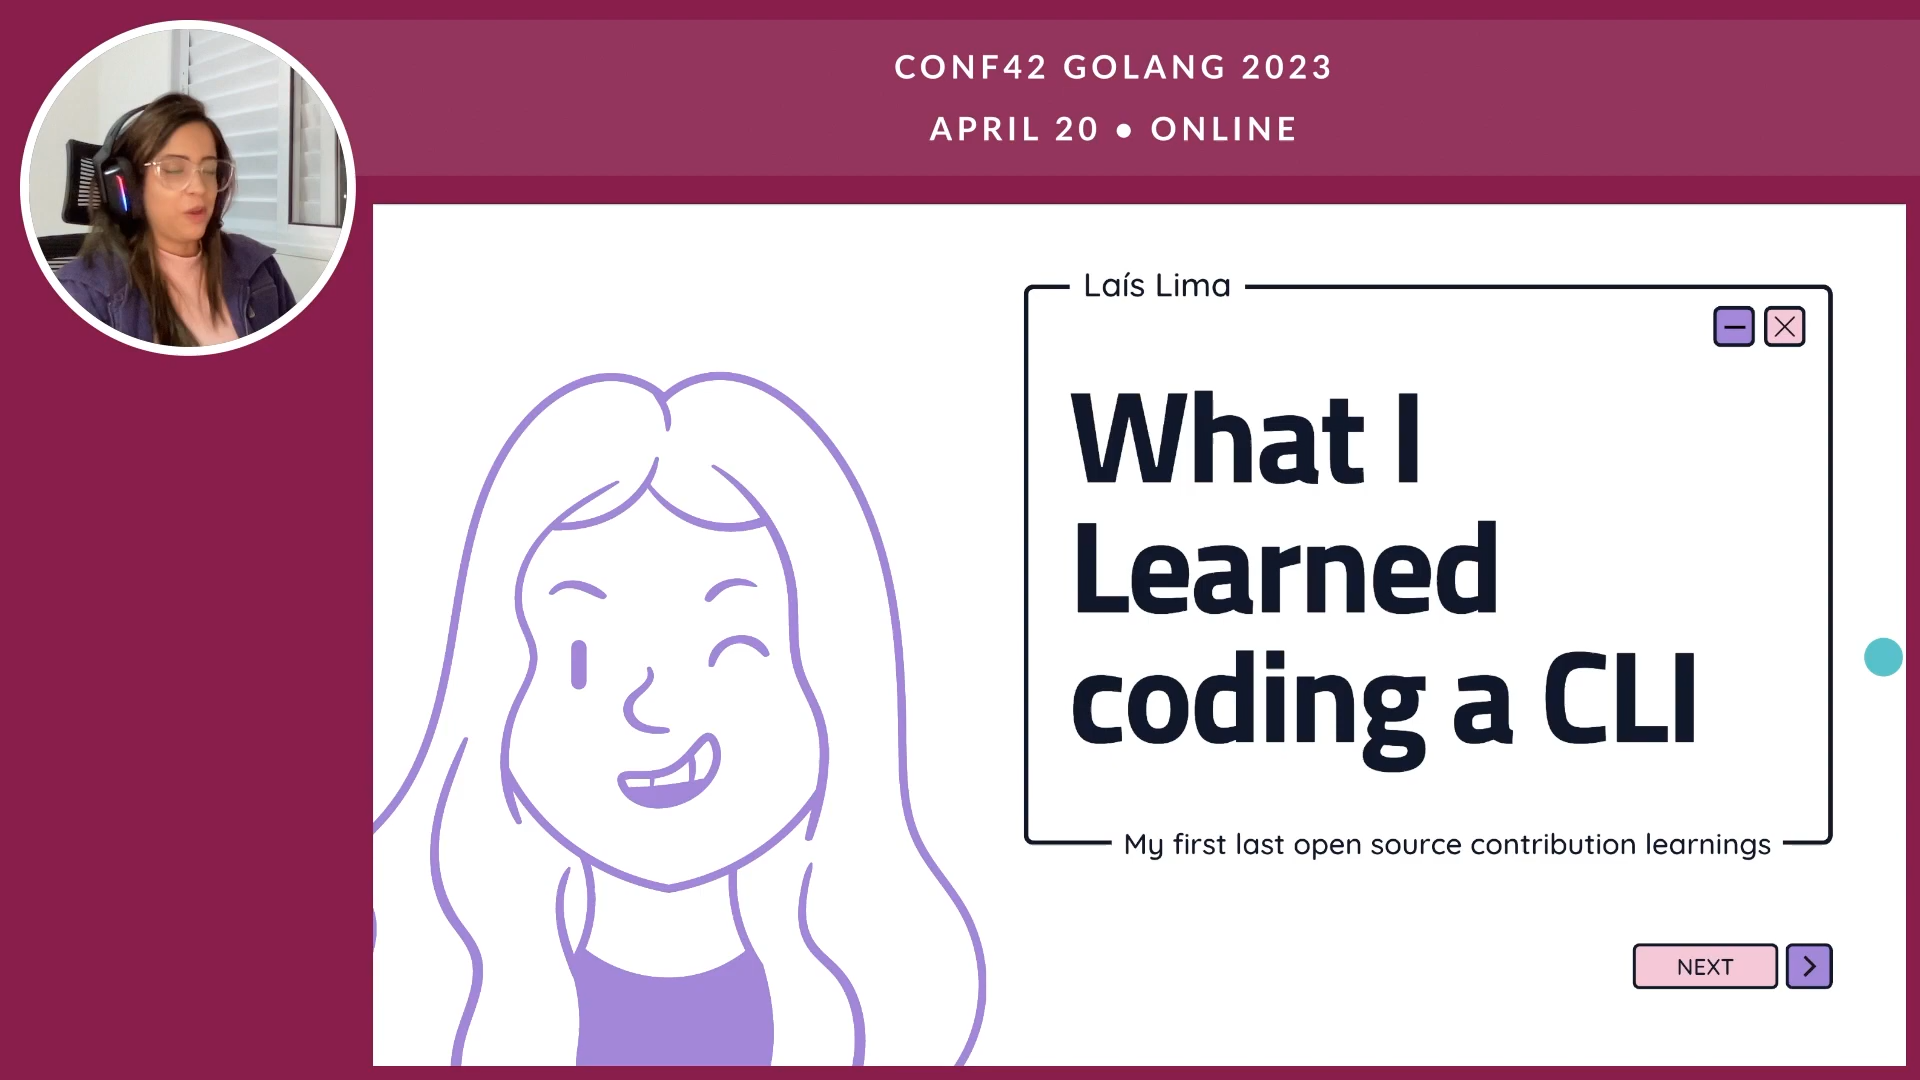 CONF42 GOLANG 2023
APRIL 20 • ONLINE
Laís Lima
What I
Learned
coding a CLI
My first last open source contribution learnings
NEXT